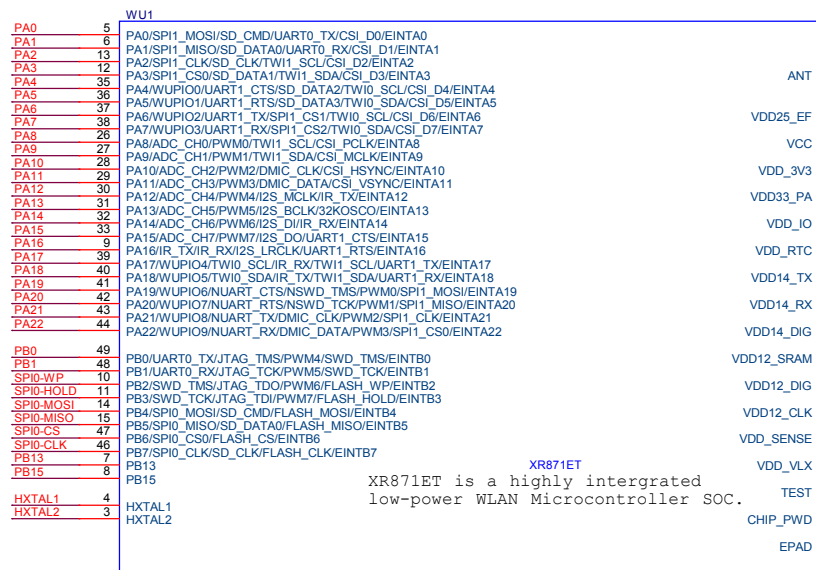 WU1
PA0 5 PA0/SPI1_MOSI/SD_CMD/UART0_TX/CSI_D0/EINTA0
PA1 6 PA1/SPI1_MISO/SD_DATA0/UART0_RX/CSI_D1/EINTA1
PA2 13 PA2/SPI1_CLK/SD_CLK/TWI1_SCL/CSI_D2/EINTA2
PA3 12 PA3/SPI1_CS0/SD_DATA1/TWI1_SDA/CSI_D3/EINTA3 ANT
PA4 35 PA4/WUPIO0/UART1_CTS/SD_DATA2/TWI0_SCL/CSI_D4/EINTA4
PA5 36 PA5/WUPIO1/UART1_RTS/SD_DATA3/TWI0_SDA/CSI_D5/EINTA5
PA6 37 PA6/WUPIO2/UART1_TX/SPI1_CS1/TWI0_SCL/CSI_D6/EINTA6 VDD25_EF
PA7 38 PA7/WUPIO3/UART1_RX/SPI1_CS2/TWI0_SDA/CSI_D7/EINTA7
PA8 26 PA8/ADC_CH0/PWM0/TWI1_SCL/CSI_PCLK/EINTA8 VCC
PA9 27 PA9/ADC_CH1/PWM1/TWI1_SDA/CSI_MCLK/EINTA9
PA10 28 PA10/ADC_CH2/PWM2/DMIC_CLK/CSI_HSYNC/EINTA10 VDD_3V3
PA11 29 PA11/ADC_CH3/PWM3/DMIC_DATA/CSI_VSYNC/EINTA11
PA12 30 PA12/ADC_CH4/PWM4/I2S_MCLK/IR_TX/EINTA12 VDD33_PA
PA13 31 PA13/ADC_CH5/PWM5/I2S_BCLK/32KOSCO/EINTA13
PA14 32 PA14/ADC_CH6/PWM6/I2S_DI/IR_RX/EINTA14 VDD_IO
PA15 33 PA15/ADC_CH7/PWM7/I2S_DO/UART1_CTS/EINTA15
PA16 9 PA16/IR_TX/IR_RX/I2S_LRCLK/UART1_RTS/EINTA16 VDD_RTC
PA17 39 PA17/WUPIO4/TWI0_SCL/IR_RX/TWI1_SCL/UART1_TX/EINTA17
PA18 40 PA18/WUPIO5/TWI0_SDA/IR_TX/TWI1_SDA/UART1_RX/EINTA18 VDD14_TX
PA19 41 PA19/WUPIO6/NUART_CTS/NSWD_TMS/PWM0/SPI1_MOSI/EINTA19
PA20 42 PA20/WUPIO7/NUART_RTS/NSWD_TCK/PWM1/SPI1_MISO/EINTA20 VDD14_RX
PA21 43 PA21/WUPIO8/NUART_TX/DMIC_CLK/PWM2/SPI1_CLK/EINTA21
PA22 44 PA22/WUPIO9/NUART_RX/DMIC_DATA/PWM3/SPI1_CS0/EINTA22 VDD14_DIG
PB0 49 PB0/UART0_TX/JTAG_TMS/PWM4/SWD_TMS/EINTB0 VDD12_SRAM
PB1 48 PB1/UART0_RX/JTAG_TCK/PWM5/SWD_TCK/EINTB1
SPI0-WP 10 PB2/SWD_TMS/JTAG_TDO/PWM6/FLASH_WP/EINTB2 VDD12_DIG
SPI0-HOLD 11 PB3/SWD_TCK/JTAG_TDI/PWM7/FLASH_HOLD/EINTB3
SPI0-MOSI 14 PB4/SPI0_MOSI/SD_CMD/FLASH_MOSI/EINTB4 VDD12_CLK
SPI0-MISO 15 PB5/SPI0_MISO/SD_DATA0/FLASH_MISO/EINTB5
SPI0-CS 47 PB6/SPI0_CS0/FLASH_CS/EINTB6 VDD_SENSE
SPI0-CLK 46 PB7/SPI0_CLK/SD_CLK/FLASH_CLK/EINTB7
PB13 7 PB13 XR871ET VDD_VLX
PB15 8 PB15
XR871ET is a highly intergrated
low-power WLAN Microcontroller SOC.
TEST
HXTAL1 4 HXTAL1
HXTAL2 3 HXTAL2 CHIP_PWD
EPAD